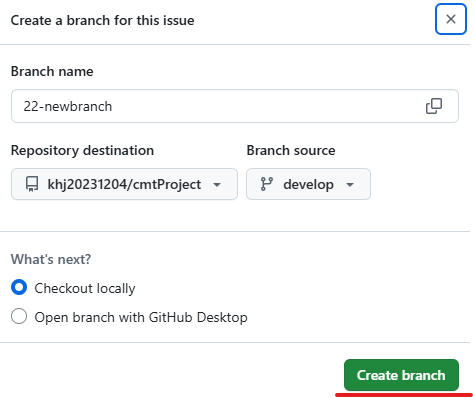 Create a branch for this issue
Branch name
22-newbranch
Repository destination Branch source
khj20231204/cmtProject develop
What's next?
Checkout locally
Open branch with GitHub Desktop
Create branch